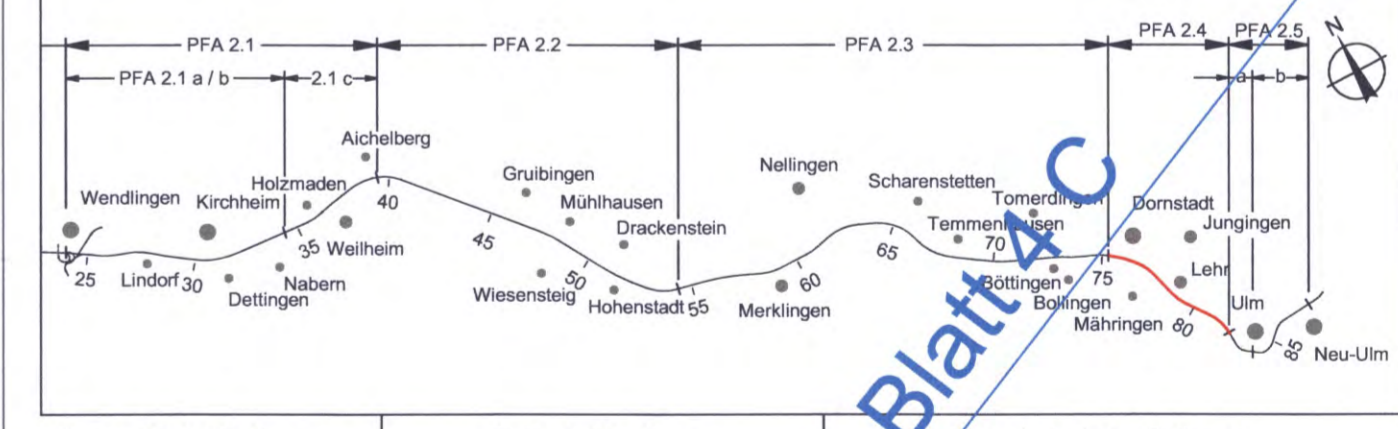 PFA 2.1
PFA 2.2
PFA 2.3
PFA 2.4
PFA 2.5
PFA 2.1 a / b
2.1 c
a
b
N
Aichelberg
Wendlingen
Kirchheim
Holzmaden
Gruibingen
Nellingen
Scharenstetten
Tomerdingen
Dornstadt
Mühlhausen
Temmenhausen
Jungingen
Drackenstein
Weilheim
Lindorf
Nabern
Dettingen
Wiesensteig
Hohenstadt
Merklingen
Böttingen
Bollingen
Mähringen
Lehr
Ulm
Neu-Ulm
25
30
35
40
45
50
55
60
65
70
75
80
85
Blatt 4 C